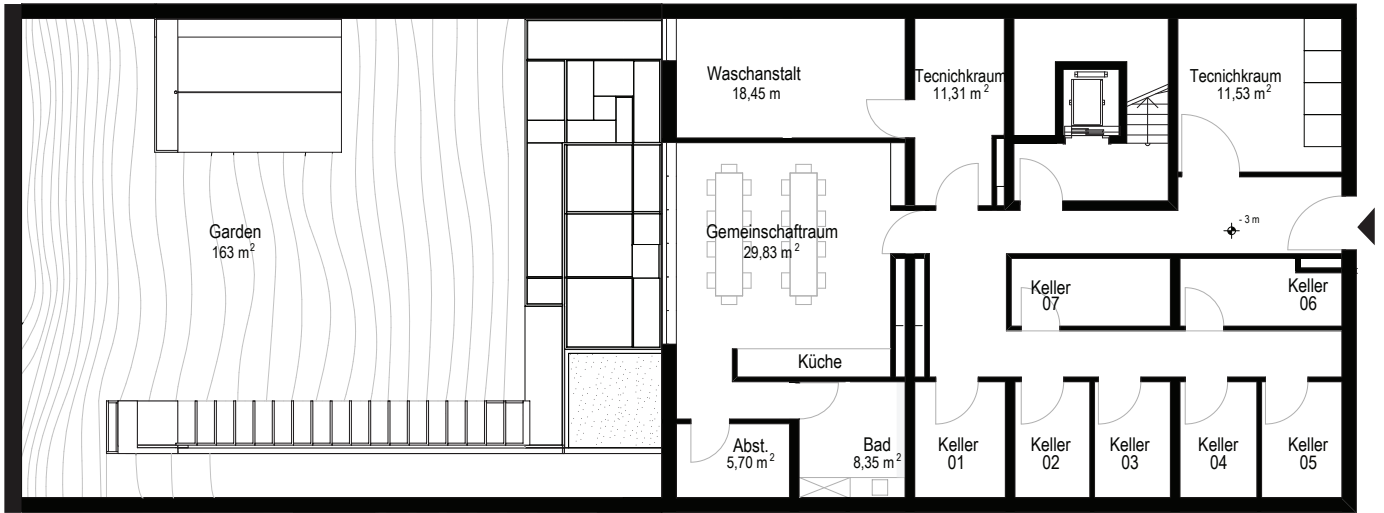 Waschanstalt
18,45 m
Tecnichkraum
11,31 m²
Tecnichkraum
11,53 m²
Garden
163 m²
Gemeinschaftraum
29,83 m²
- 3 m
Keller
07
Keller
06
Küche
Abst.
5,70 m²
Bad
8,35 m²
Keller
01
Keller
02
Keller
03
Keller
04
Keller
05